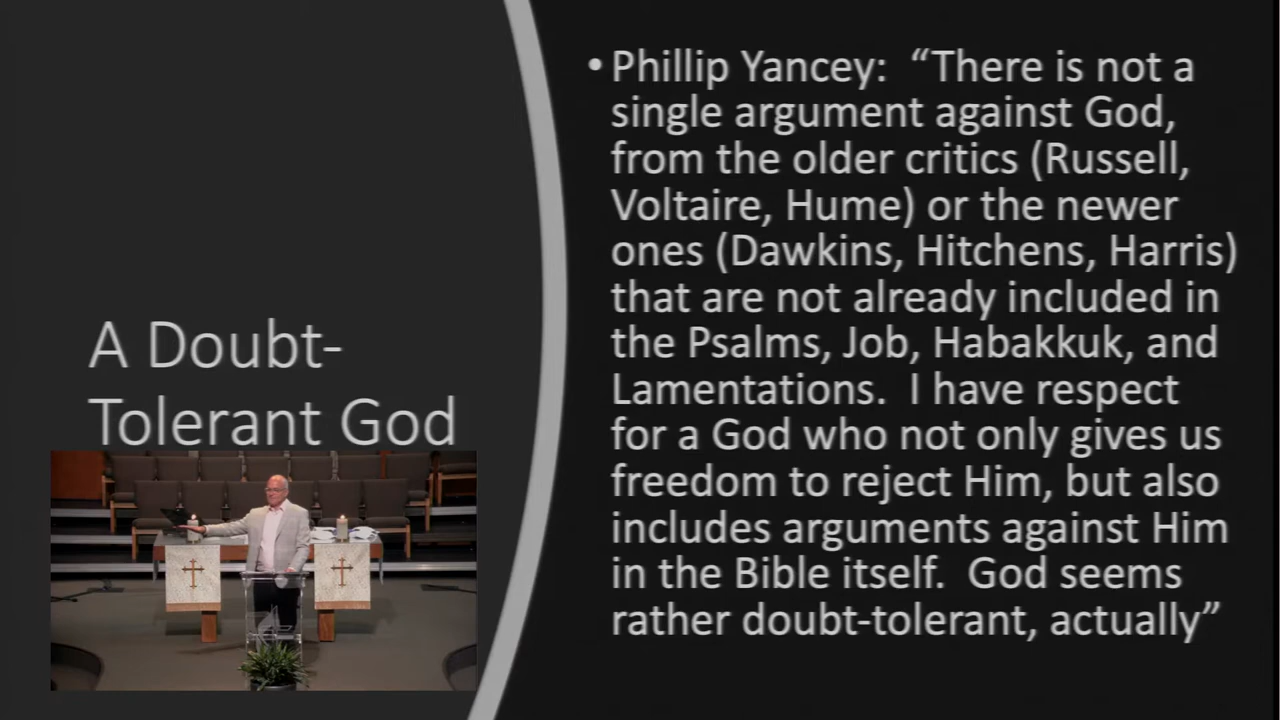 A Doubt-
Tolerant God
• Phillip Yancey:  “There is not a
single argument against God,
from the older critics (Russell,
Voltaire, Hume) or the newer
ones (Dawkins, Hitchens, Harris)
that are not already included in
the Psalms, Job, Habakkuk, and
Lamentations.  I have respect
for a God who not only gives us
freedom to reject Him, but also
includes arguments against Him
in the Bible itself.  God seems
rather doubt-tolerant, actually”